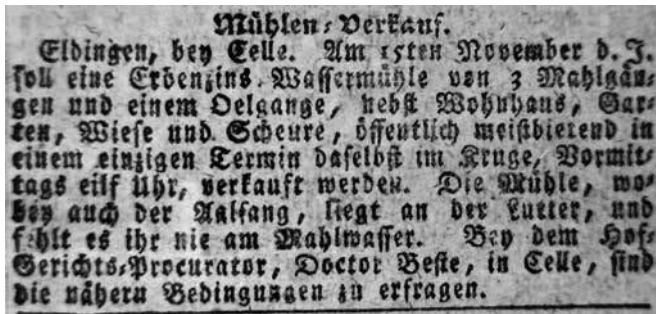 Mühlen-Verkauf.
Eldingen, bey Celle. Am 15ten November d. J.
soll eine Erbenzins-Wassermühle von 3 Mahlgän-
gen und einem Oelgange, nebst Wohnhaus, Gar-
ten, Wiese und Scheure, öffentlich meistbietend in
einem einzigen Termin daselbst im Kruge, Vormit-
tags eilf Uhr, verkauft werden. Die Mühle, wo-
bey auch der Aalfang, liegt an der Lutter, und
fehlt es ihr nie am Mahlwasser. Bey dem Hof-
Gerichts-Procurator, Doctor Beste, in Celle, sind
die nähern Bedingungen zu erfragen.